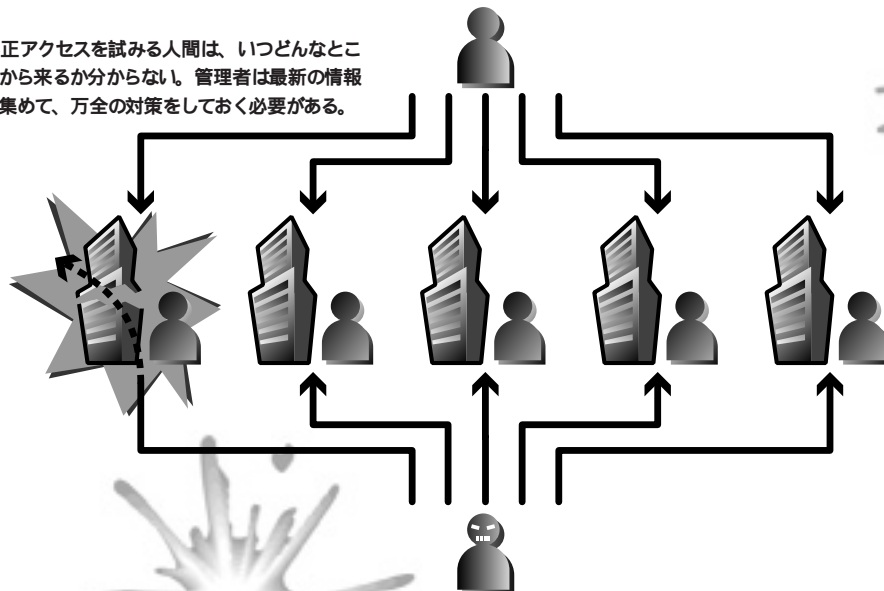 正アクセスを試みる人間は、いつどんなとこ
から来るか分からない。管理者は最新の情報
集めて、万全の対策をしておく必要がある。